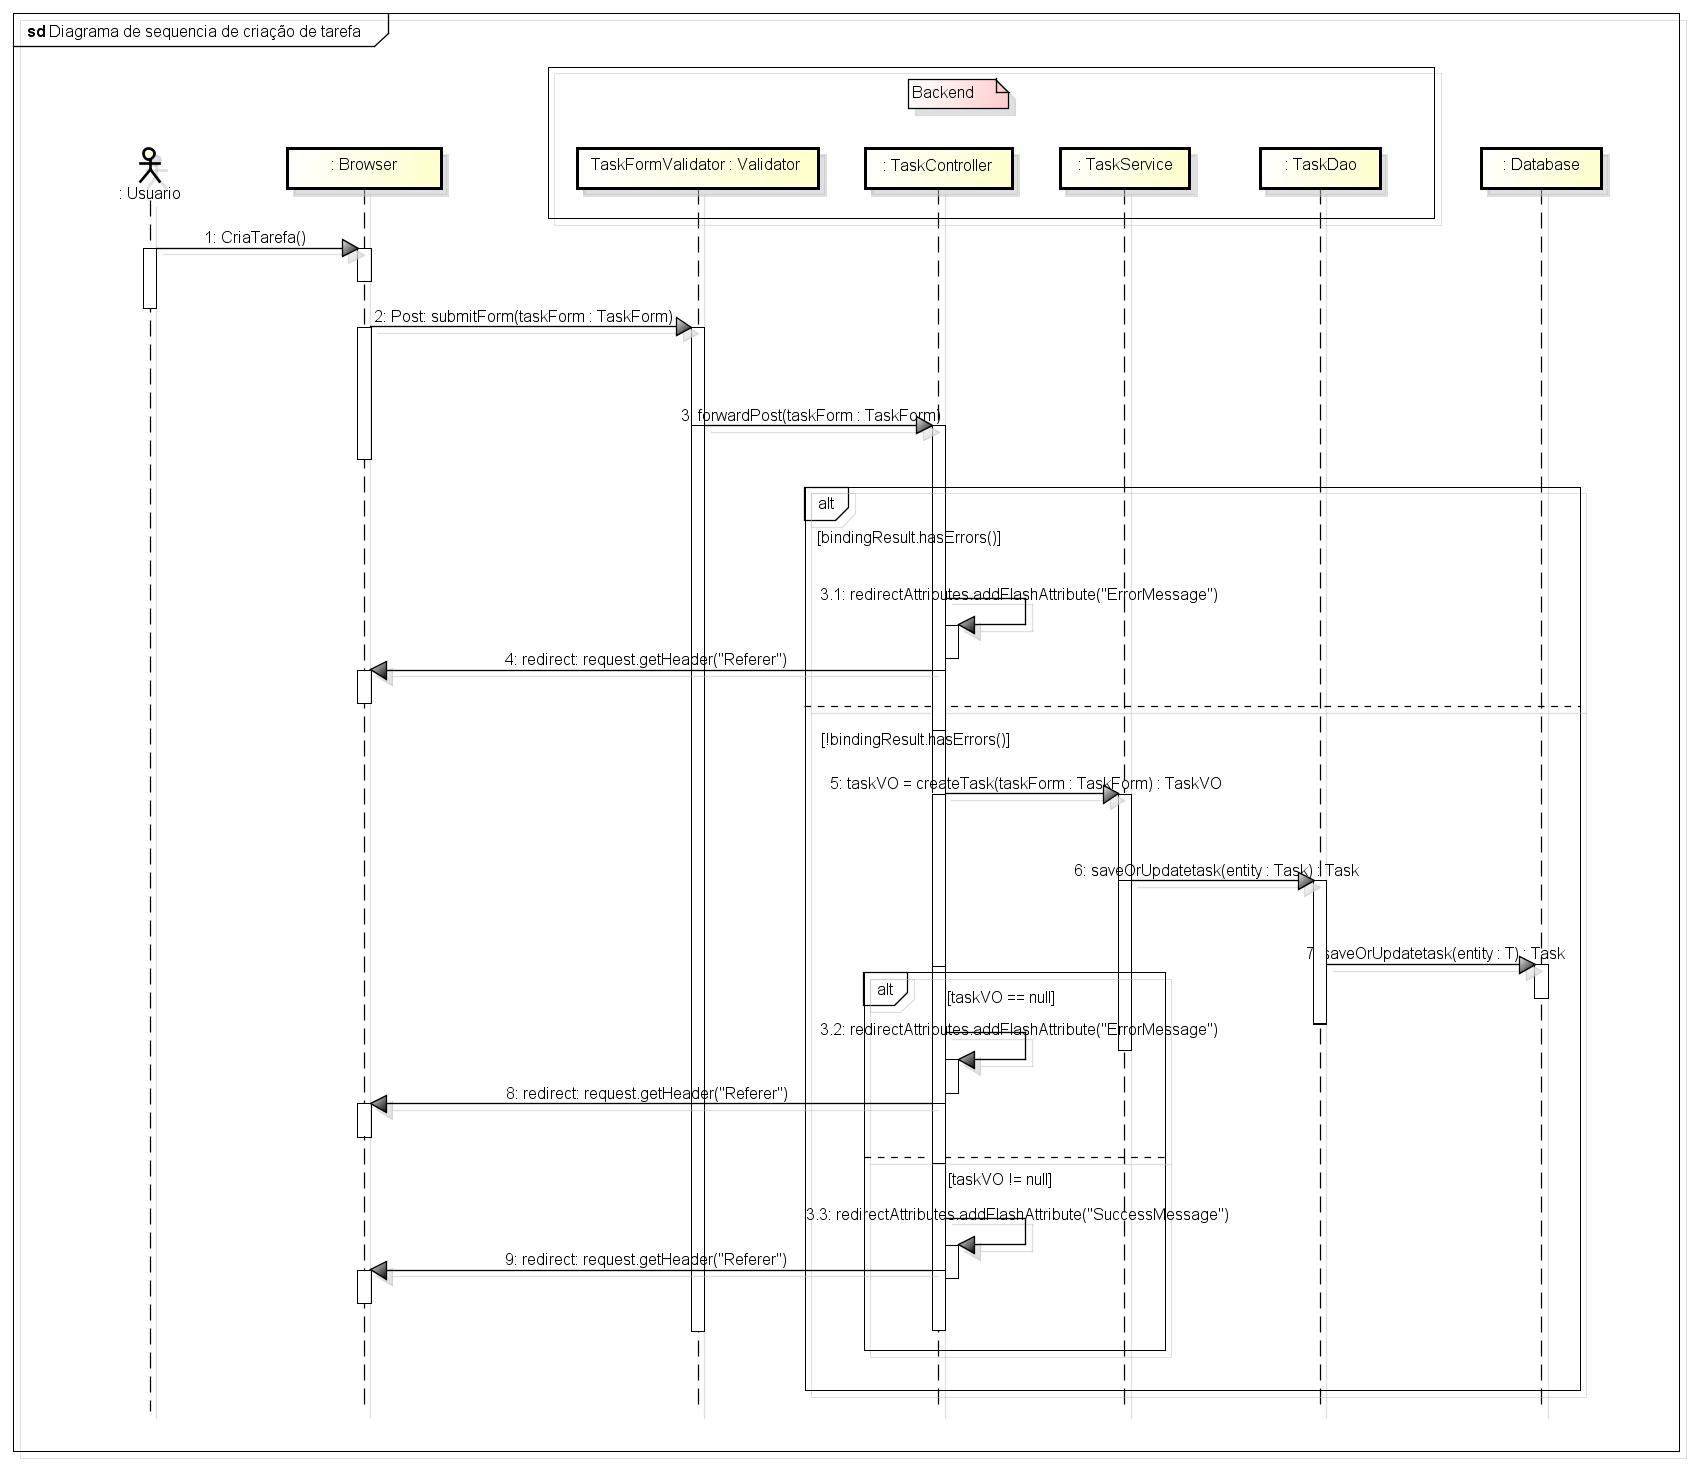 sd Diagrama de sequencia de criação de tarefa
Backend
: Usuario
: Browser
TaskFormValidator : Validator
: TaskController
: TaskService
: TaskDao
: Database
1: CriaTarefa()
2: Post: submitForm(taskForm : TaskForm)
3: forwardPost(taskForm : TaskForm)
alt
[bindingResult.hasErrors()]
3.1: redirectAttributes.addFlashAttribute("ErrorMessage")
4: redirect: request.getHeader("Referer")
[!bindingResult.hasErrors()]
5: taskVO = createTask(taskForm : TaskForm) : TaskVO
6: saveOrUpdatetask(entity : Task) : Task
7: saveOrUpdatetask(entity : T) : Task
alt
[taskVO == null]
3.2: redirectAttributes.addFlashAttribute("ErrorMessage")
8: redirect: request.getHeader("Referer")
[taskVO != null]
3.3: redirectAttributes.addFlashAttribute("SuccessMessage")
9: redirect: request.getHeader("Referer")